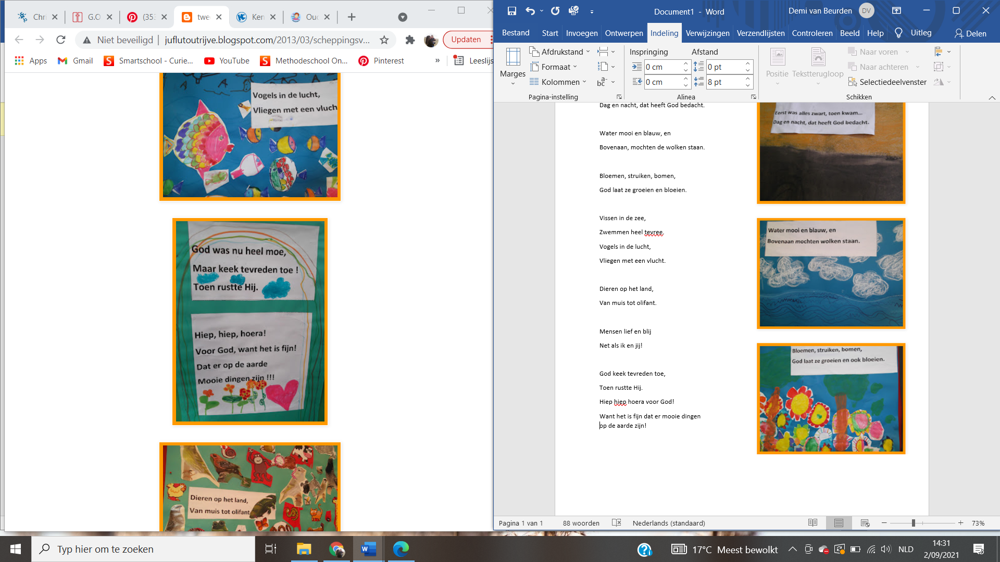 Chri
G.O
(353
twe
Ken
Ouc
Niet beveiligd
juflutoutrijve.blogspot.com/2013/03/scheppingsv...
Updaten
Apps
Gmail
Smartschool - Curie...
YouTube
Methodeschool On...
Pinterest
»
Leeslijs
Vogels in de lucht,
Vliegen met een vluch
God was nu heel moe,
Maar keek tevreden toe !
Toen rustte Hij.
Hiep, hiep, hoera!
Voor God, want het is fijn!
Dat er op de aarde
Mooie dingen zijn !!!
Dieren op het land,
Van muis tot olifant
Document1 - Word
Demi van Beurden
DV
Bestand
Start
Invoegen
Ontwerpen
Indeling
Verwijzingen
Verzendlijsten
Controleren
Beeld
Help
Uitleg
Delen
Marges
Afdrukstand
Formaat
Kolommen
Pagina-instelling
Inspringing
Afstand
0 cm
0 pt
0 cm
8 pt
Alinea
Positie
Tekstterugloop
Naar voren
Naar achteren
Selectiedeelvenster
Schikken
Dag en nacht, dat heeft God bedacht.
Water mooi en blauw, en
Bovenaan, mochten de wolken staan.
Bloemen, struiken, bomen,
God laat ze groeien en bloeien.
Vissen in de zee,
Zwemmen heel tevree.
Vogels in de lucht,
Vliegen met een vlucht.
Dieren op het land,
Van muis tot olifant.
Mensen lief en blij
Net als ik en jij!
God keek tevreden toe,
Toen rustte Hij.
Hiep hiep hoera voor God!
Want het is fijn dat er mooie dingen
op de aarde zijn!
Eerst was alles zwart, toen kwam...
Dag en nacht, dat heeft God bedacht.
Water mooi en blauw, en
Bovenaan mochten wolken staan.
Bloemen, struiken, bomen,
God laat ze groeien en ook bloeien.
Pagina 1 van 1
88 woorden
Nederlands (standaard)
73%
Typ hier om te zoeken
17°C Meest bewolkt
NLD
14:31
2/09/2021